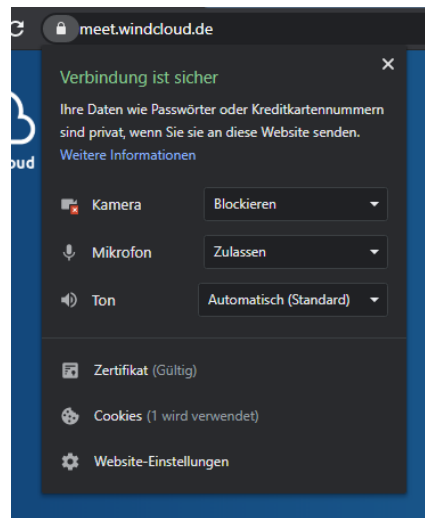 meet.windcloud.de
Verbindung ist sicher
Ihre Daten wie Passwörter oder Kreditkartennummern
sind privat, wenn Sie sie an diese Website senden.
Weitere Informationen
oud
Kamera Blockieren
Mikrofon Zulassen
Ton Automatisch (Standard)
Zertifikat (Gültig)
Cookies (1 wird verwendet)
Website-Einstellungen